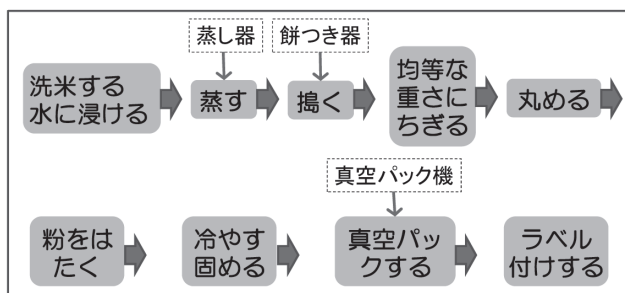 蒸し器
餅つき器
洗米する
水に浸ける
蒸す
搗く
均等な
重さに
ちぎる
丸める
真空パック機
粉をは
たく
冷やす
固める
真空パッ
クする
ラベル
付けする